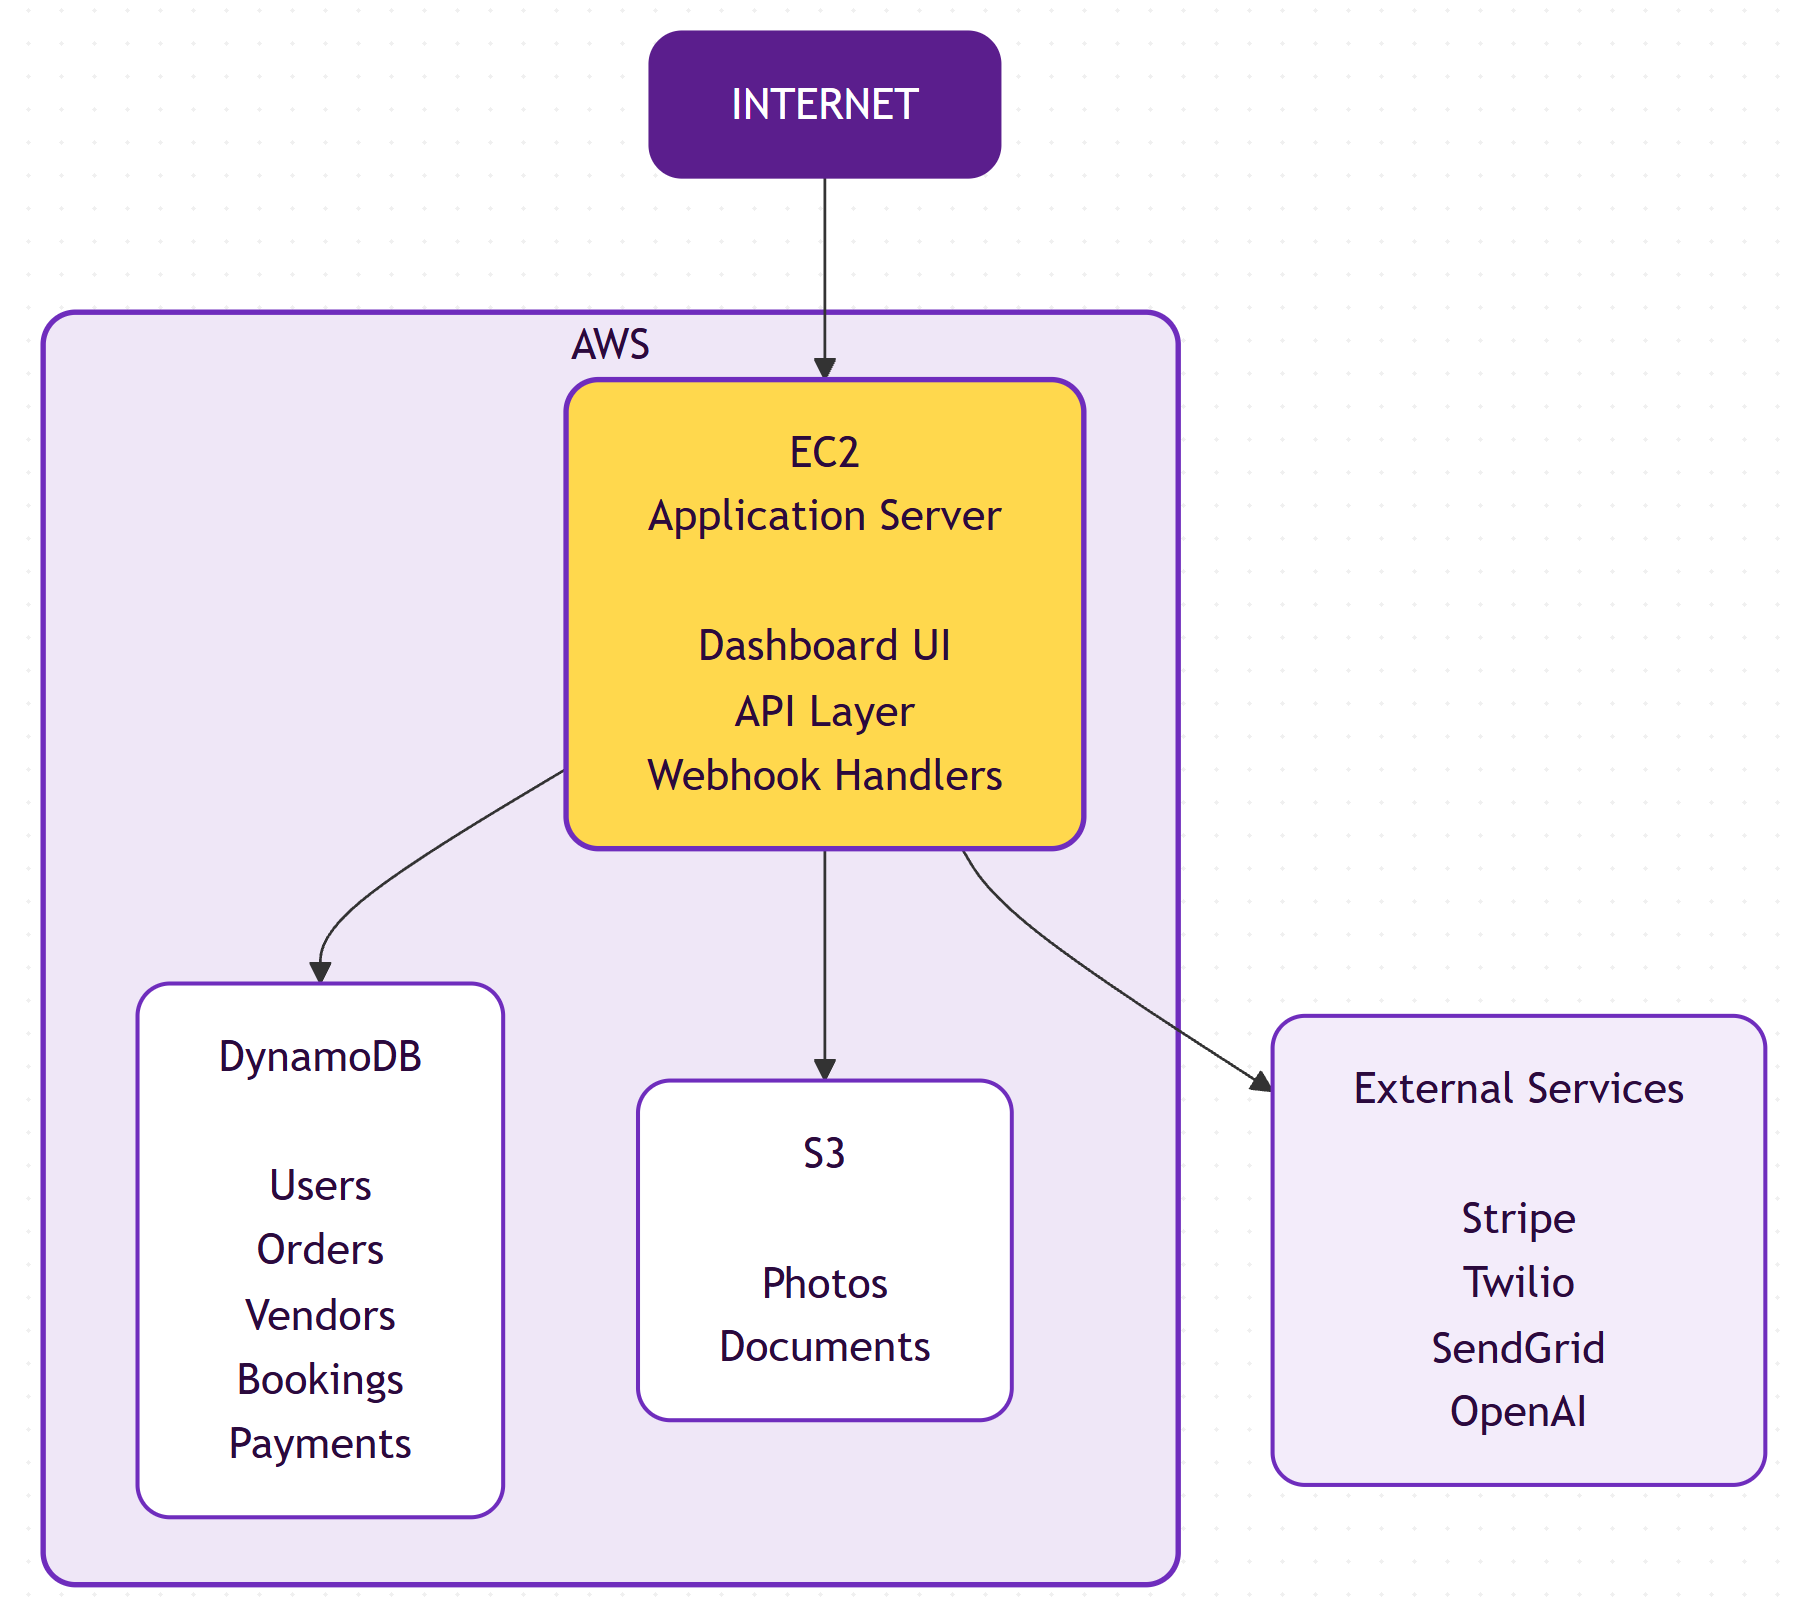 INTERNET
AWS
EC2
Application Server
Dashboard UI
API Layer
Webhook Handlers
DynamoDB
Users
Orders
Vendors
Bookings
Payments
S3
Photos
Documents
External Services
Stripe
Twilio
SendGrid
OpenAI